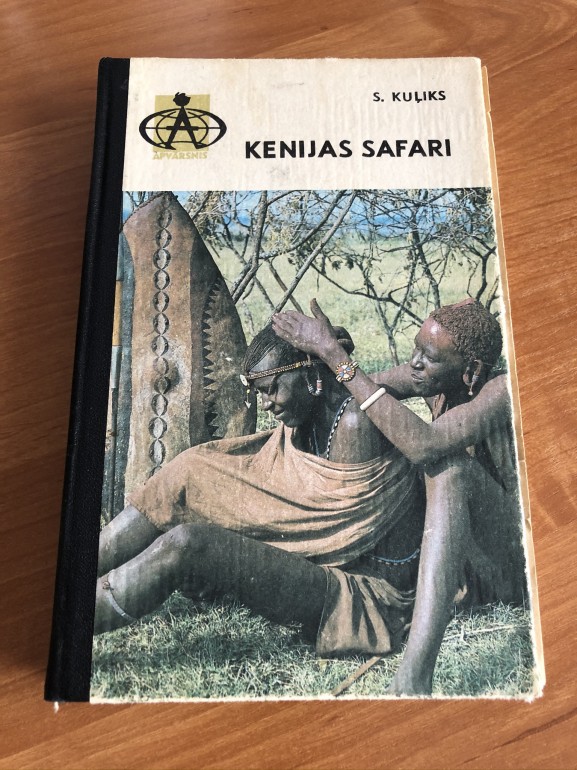 S. KUĻIKS
KENIJAS SAFARI
A
APVĀRSNIS